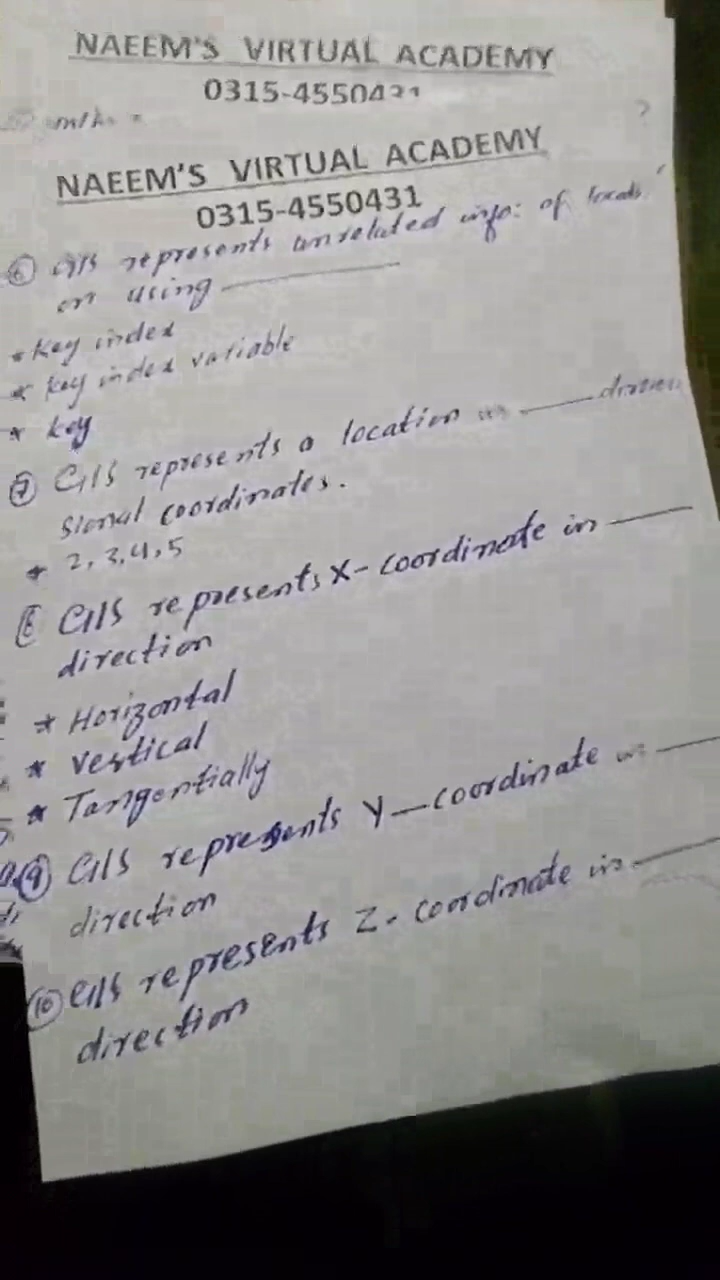 NAEEM'S VIRTUAL ACADEMY
0315-4550431
NAEEM'S VIRTUAL ACADEMY
0315-4550431
6 GIS represents unrelated info: of locati
on using ______
* Key index
* Key index variable
* Key
7 GIS represents a location in ______ dimen
sional coordinates.
* 2, 3, 4, 5
8 GIS represents X-coordinate in ______
direction
* Horizontal
* Vertical
* Tangentially
9 GIS represents Y-coordinate in ______
direction
10 GIS represents Z-coordinate in ______
direction